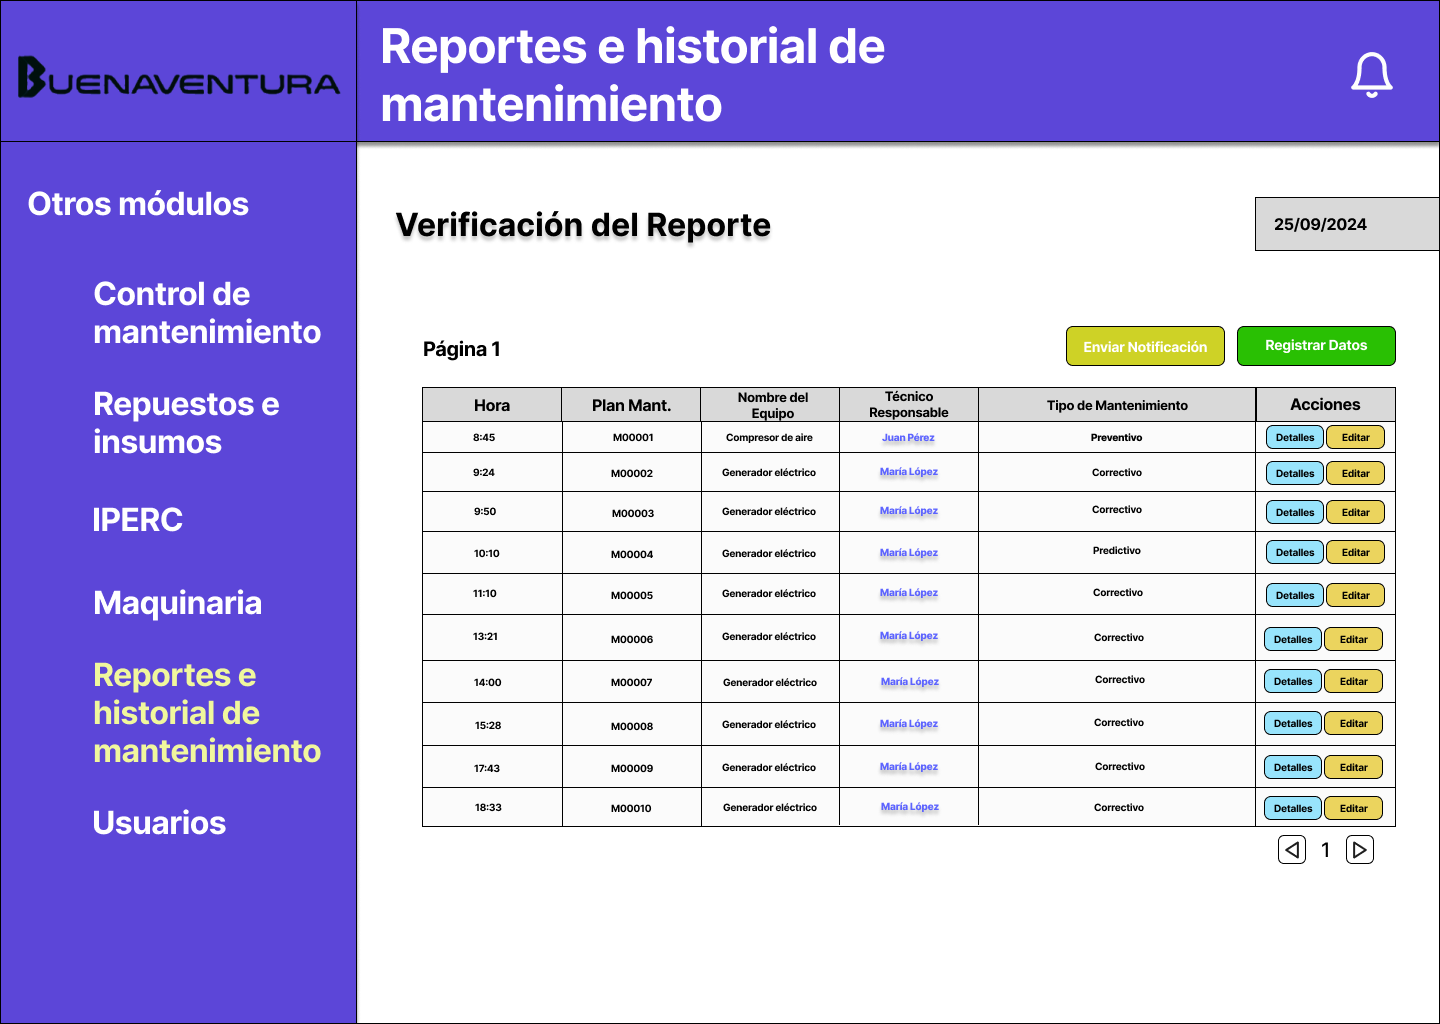 BUENAVENTURA
Reportes e historial de
mantenimiento
Otros módulos
Control de
mantenimiento
Repuestos e
insumos
IPERC
Maquinaria
Reportes e
historial de
mantenimiento
Usuarios
Verificación del Reporte
25/09/2024
Página 1
Enviar Notificación
Registrar Datos
Hora Plan Mant. Nombre del Equipo Técnico Responsable Tipo de Mantenimiento Acciones
8:45 M00001 Compresor de aire Juan Pérez Preventivo Detalles Editar
9:24 M00002 Generador eléctrico María López Correctivo Detalles Editar
9:50 M00003 Generador eléctrico María López Correctivo Detalles Editar
10:10 M00004 Generador eléctrico María López Predictivo Detalles Editar
11:10 M00005 Generador eléctrico María López Correctivo Detalles Editar
13:21 M00006 Generador eléctrico María López Correctivo Detalles Editar
14:00 M00007 Generador eléctrico María López Correctivo Detalles Editar
15:28 M00008 Generador eléctrico María López Correctivo Detalles Editar
17:43 M00009 Generador eléctrico María López Correctivo Detalles Editar
18:33 M00010 Generador eléctrico María López Correctivo Detalles Editar
1